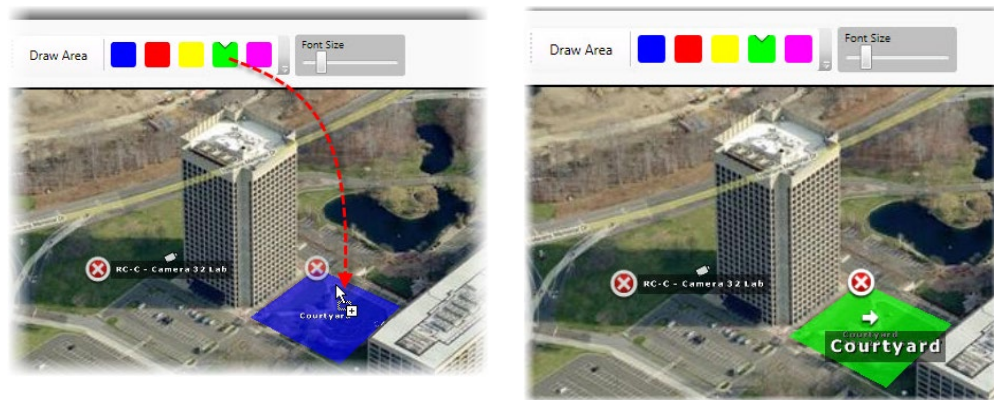 Draw Area
Font Size
RC-C - Camera 32 Lab
Courtyard
Draw Area
Font Size
RC-C - Camera 32 Lab
Courtyard
Courtyard